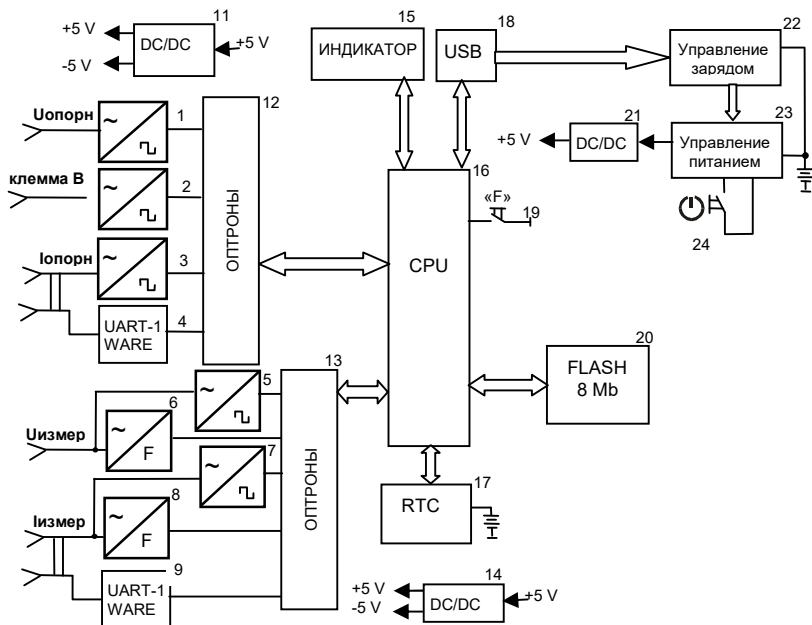 11
+5 V
-5 V
DC/DC
+5 V
15
ИНДИКАТОР
18
USB
22
Управление
зарядом
12
Uопорн
~
1
клемма В
~
2
Iопорн
~
3
UART-1
WARE
4
ОПТРОНЫ
16
CPU
«F»
19
21
+5 V
DC/DC
23
Управление
питанием
24
20
FLASH
8 Mb
13
ОПТРОНЫ
~
5
6
Uизмер
~
F
~
7
8
Iизмер
~
F
9
UART-1
WARE
17
RTC
14
+5 V
-5 V
DC/DC
+5 V